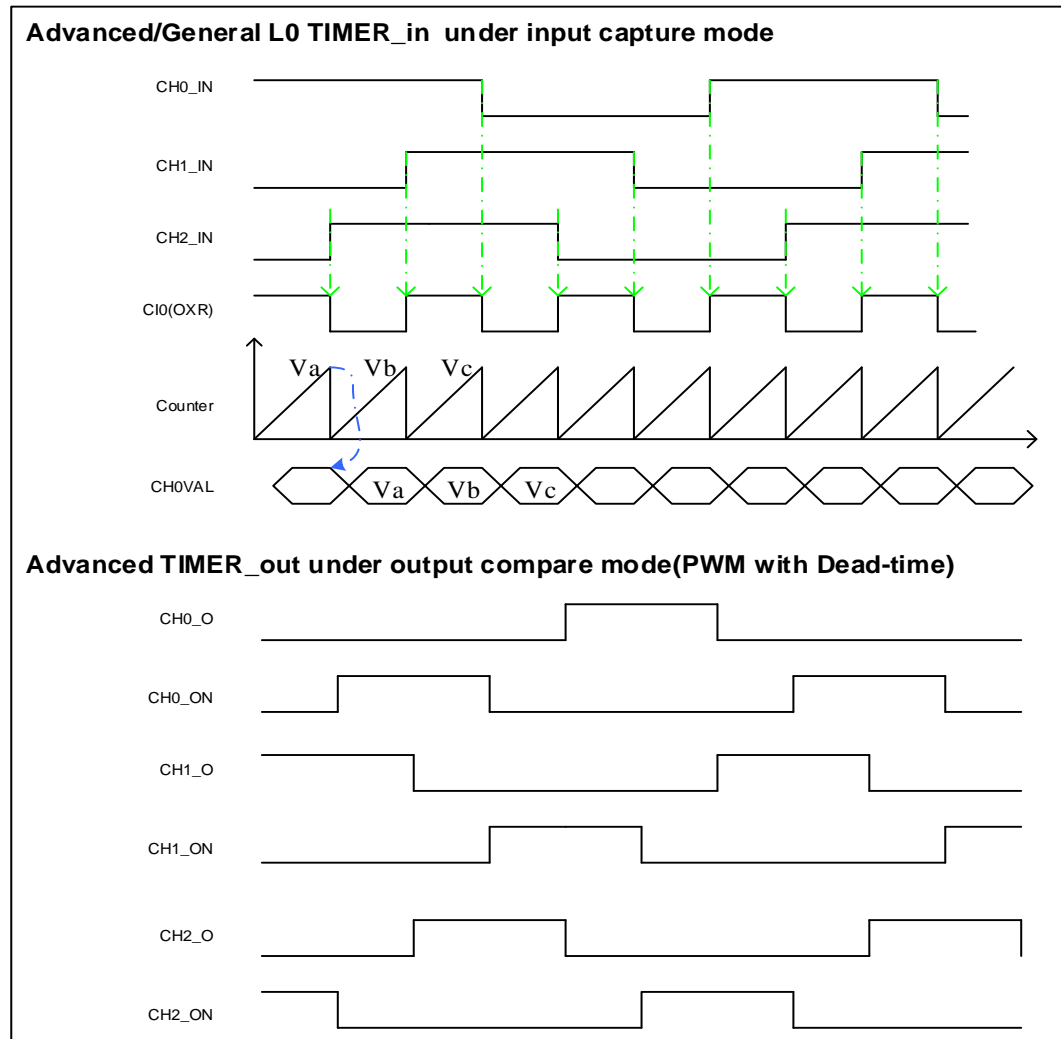 Advanced/General L0 TIMER_in under input capture mode
CH0_IN
CH1_IN
CH2_IN
CI0(OXR)
Va Vb Vc
Counter
CH0VAL Va Vb Vc
Advanced TIMER_out under output compare mode(PWM with Dead-time)
CH0_O
CH0_ON
CH1_O
CH1_ON
CH2_O
CH2_ON